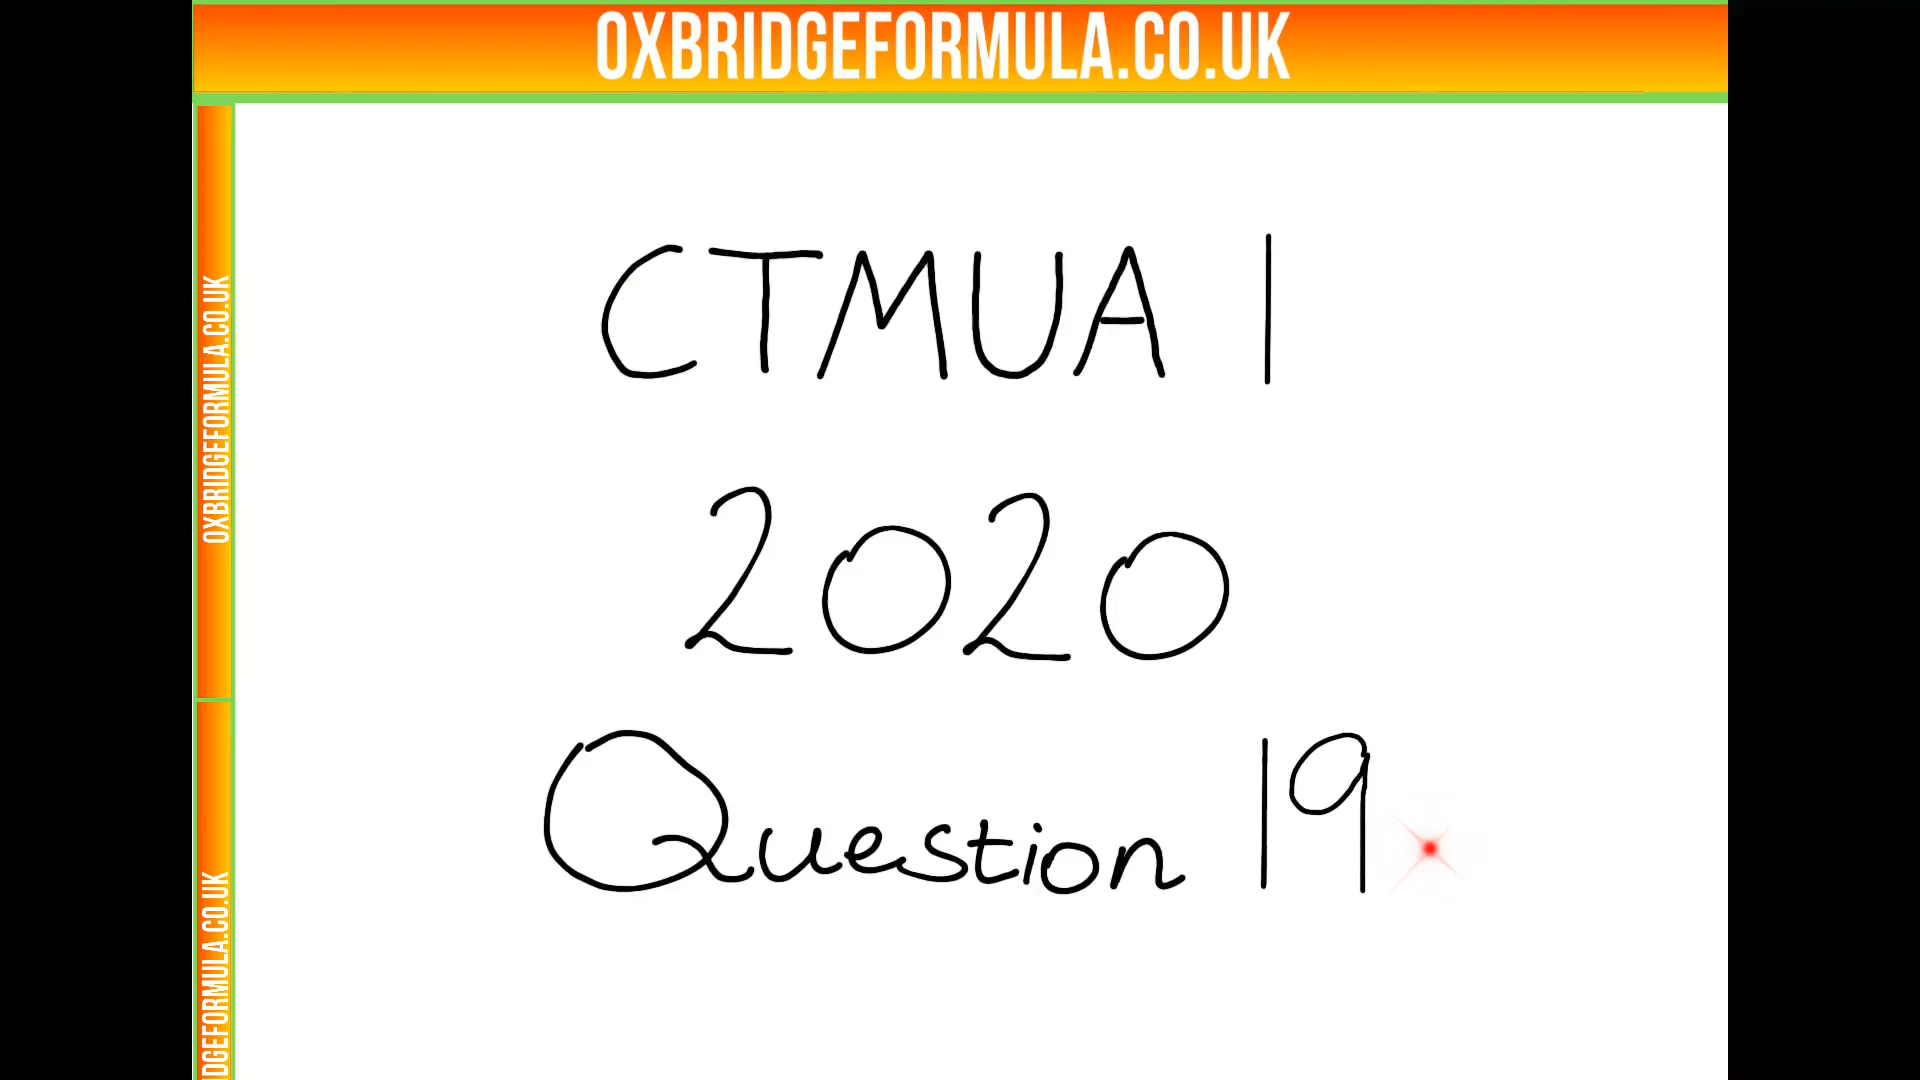 OXBRIDGEFORMULA.CO.UK
OXBRIDGEFORMULA.CO.UK
DGEFORMULA.CO.UK
CTMUA 1
2020
Question 19